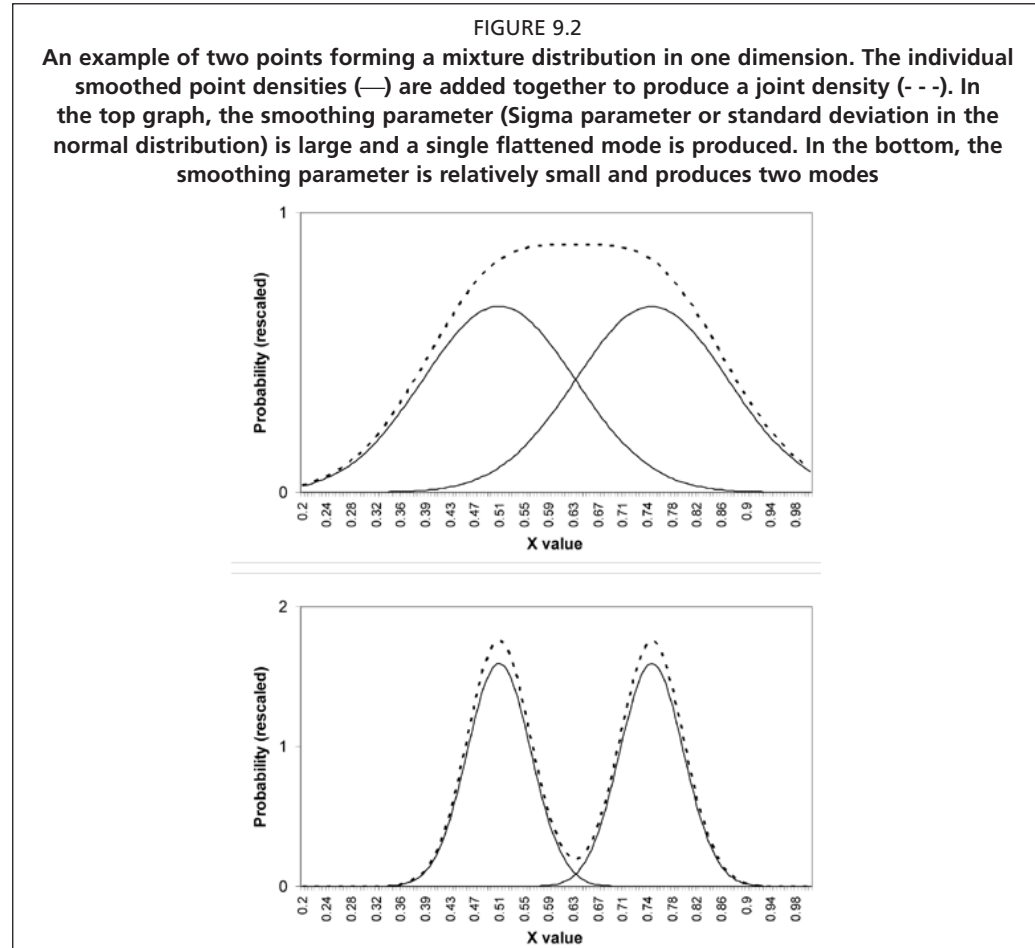 FIGURE 9.2
An example of two points forming a mixture distribution in one dimension. The individual
smoothed point densities (—) are added together to produce a joint density (- - -). In
the top graph, the smoothing parameter (Sigma parameter or standard deviation in the
normal distribution) is large and a single flattened mode is produced. In the bottom, the
smoothing parameter is relatively small and produces two modes
1
Probability (rescaled)
0
0.2 0.24 0.28 0.32 0.36 0.39 0.43 0.47 0.51 0.55 0.59 0.63 0.67 0.71 0.74 0.78 0.82 0.86 0.9 0.94 0.98
X value
2
Probability (rescaled)
1
0
0.2 0.24 0.28 0.32 0.36 0.39 0.43 0.47 0.51 0.55 0.59 0.63 0.67 0.71 0.74 0.78 0.82 0.86 0.9 0.94 0.98
X value